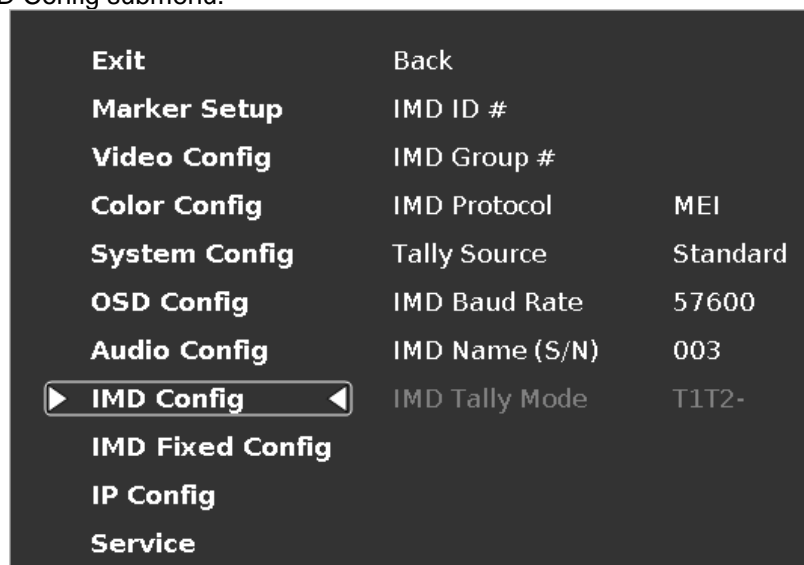 Config submenu:
Exit Back
Marker Setup IMD ID #
Video Config IMD Group #
Color Config IMD Protocol MEI
System Config Tally Source Standard
OSD Config IMD Baud Rate 57600
Audio Config IMD Name (S/N) 003
IMD Config IMD Tally Mode T1T2-
IMD Fixed Config
IP Config
Service